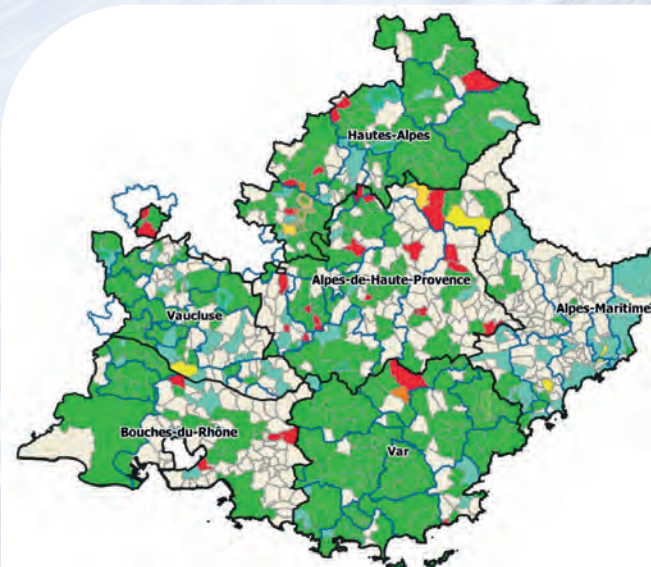 Hautes-Alpes
Alpes-de-Haute-Provence
Alpes-Maritime
Vaucluse
Bouches-du-Rhône
Var